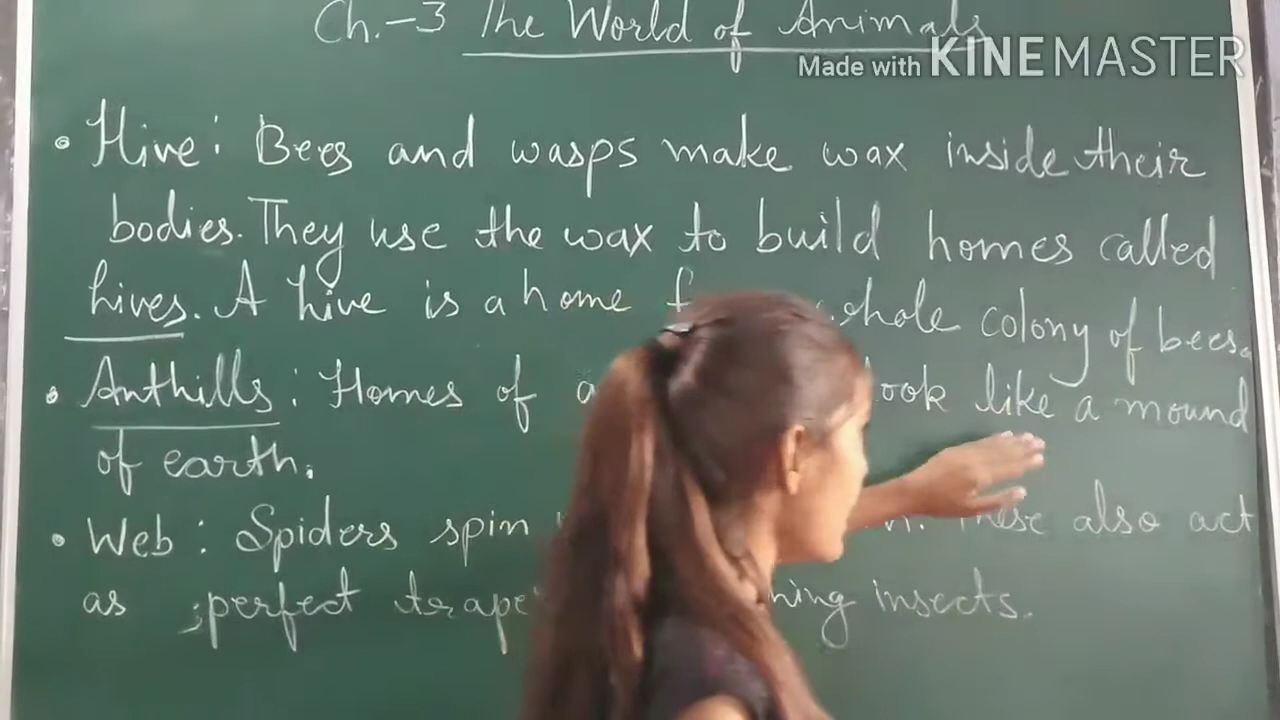 Ch.-3 The World of Animals
Made with KINEMASTER
• Hive: Bees and wasps make wax inside their
bodies. They use the wax to build homes called
hives. A hive is a home whole colony of bees.
• Anthills: Homes of look like a mound
of earth.
• Web: Spiders spin These also act
as perfect insects.